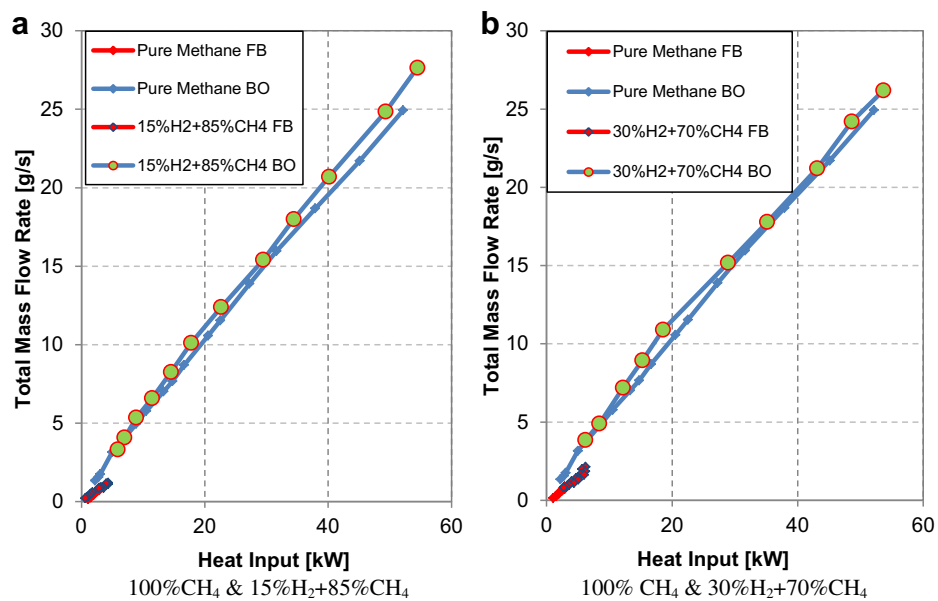 a
30
25
20
15
10
5
0
Total Mass Flow Rate [g/s]
Pure Methane FB
Pure Methane BO
15%H2+85%CH4 FB
15%H2+85%CH4 BO
0 20 40 60
Heat Input [kW]
100%CH₄ & 15%H₂+85%CH₄
b
30
25
20
15
10
5
0
Total Mass Flow Rate [g/s]
Pure Methane FB
Pure Methane BO
30%H2+70%CH4 FB
30%H2+70%CH4 BO
0 20 40 60
Heat Input [kW]
100% CH₄ & 30%H₂+70%CH₄